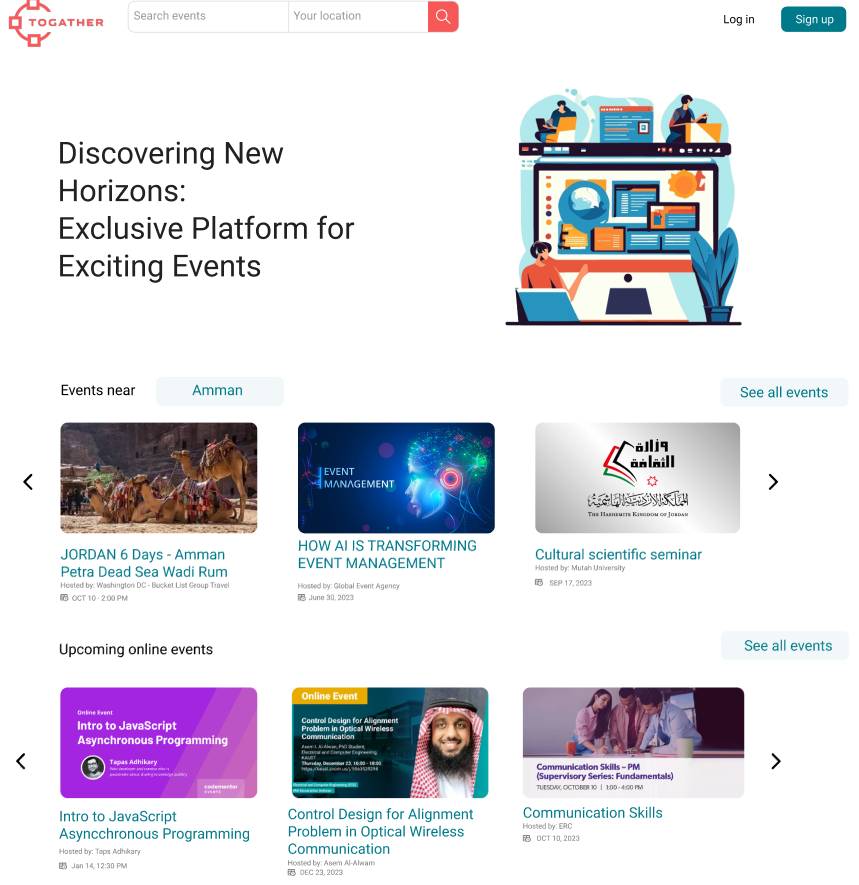 TOGATHER
Search events
Your location
Log in
Sign up
Discovering New
Horizons:
Exclusive Platform for
Exciting Events
Events near
Amman
See all events
EVENT
MANAGEMENT
وزارة
الثقافة
المملكة الأردنية الهاشمية
The Hashemite Kingdom of Jordan
JORDAN 6 Days - Amman
Petra Dead Sea Wadi Rum
Hosted by: Washington DC - Bucket List Group Travel
OCT 10 · 2:00 PM
HOW AI IS TRANSFORMING
EVENT MANAGEMENT
Hosted by: Global Event Agency
June 30, 2023
Cultural scientific seminar
Hosted by: Mutah University
SEP 17, 2023
Upcoming online events
See all events
Online Event
Intro to JavaScript
Asynchronous Programming
Tapas Adhikary
codementor
EVENTS
Online Event
Control Design for Alignment
Problem in Optical Wireless
Communication
Asem I. Al-Alwan, PhD Student,
Electrical and Computer Engineering,
KAUST
Thursday, December 23, 16:00 - 18:00
Communication Skills – PM
(Supervisory Series: Fundamentals)
TUESDAY, OCTOBER 10 | 1:00 - 4:00 PM
Intro to JavaScript
Asyncchronous Programming
Hosted by: Taps Adhikary
Jan 14, 12:30 PM
Control Design for Alignment
Problem in Optical Wireless
Communication
Hosted by: Asem Al-Alwam
DEC 23, 2023
Communication Skills
Hosted by: ERC
OCT 10, 2023